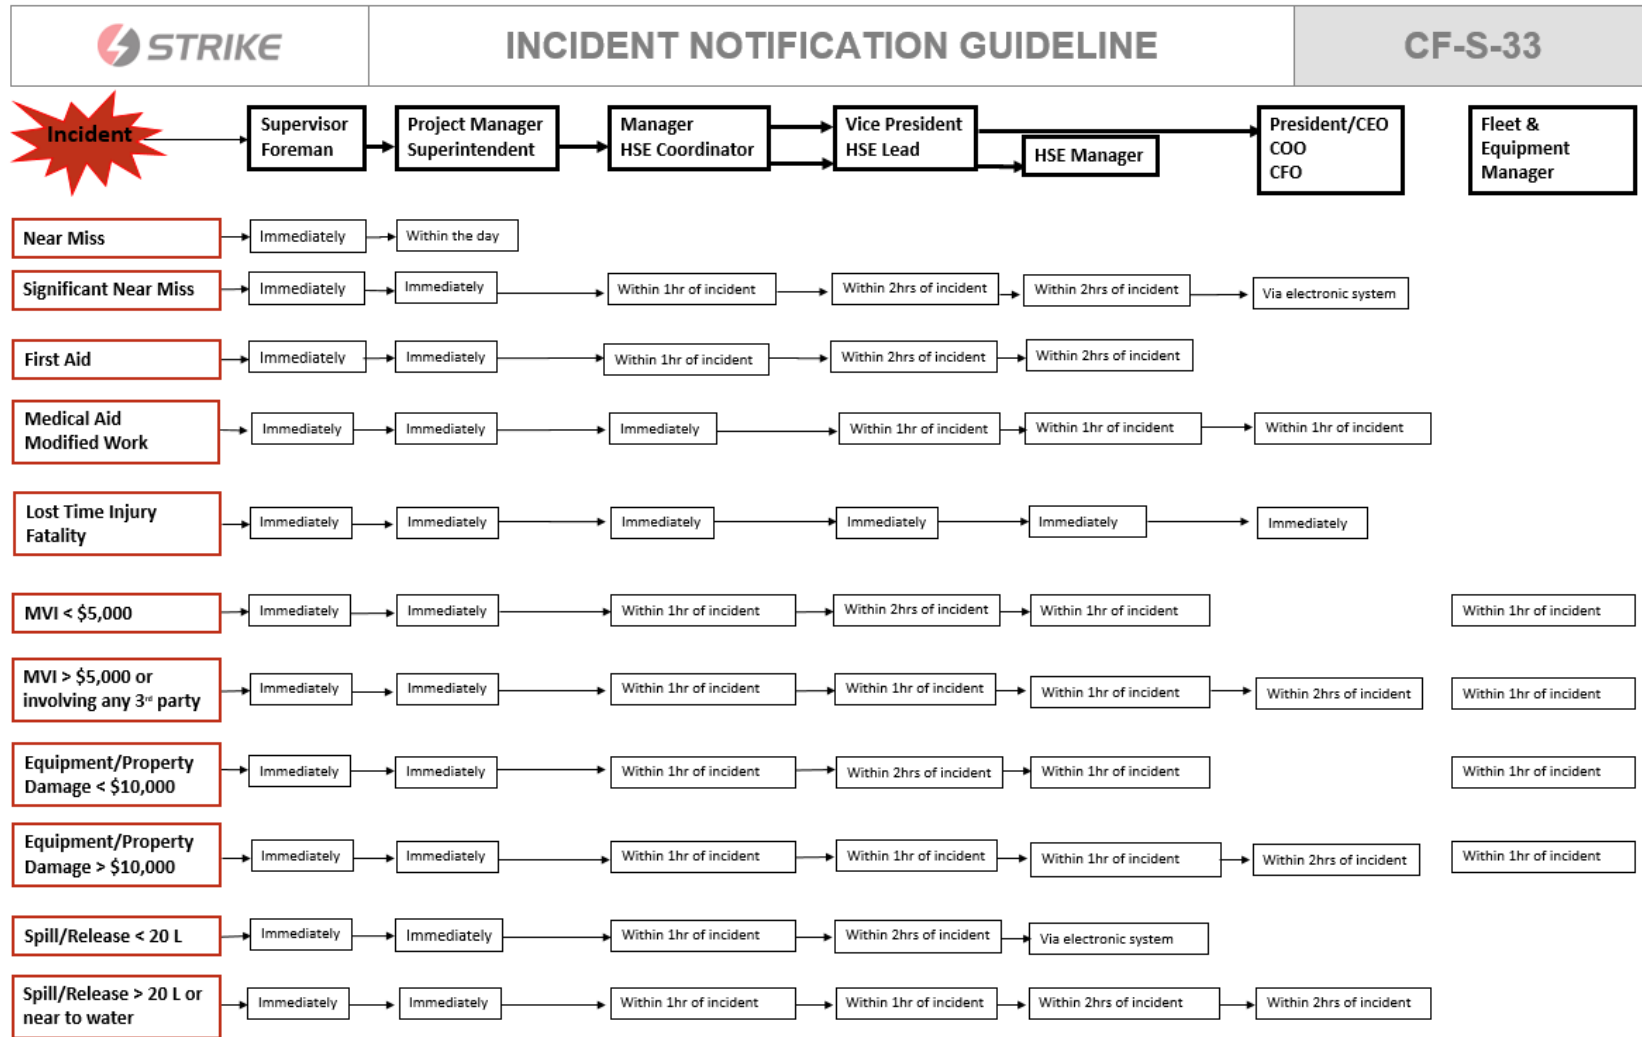 STRIKE
INCIDENT NOTIFICATION GUIDELINE
CF-S-33
Incident
Supervisor
Foreman
Project Manager
Superintendent
Manager
HSE Coordinator
Vice President
HSE Lead
HSE Manager
President/CEO
COO
CFO
Fleet &
Equipment
Manager
Near Miss
Immediately
Within the day
Significant Near Miss
Immediately
Immediately
Within 1hr of incident
Within 2hrs of incident
Within 2hrs of incident
Via electronic system
First Aid
Immediately
Immediately
Within 1hr of incident
Within 2hrs of incident
Within 2hrs of incident
Medical Aid
Modified Work
Immediately
Immediately
Immediately
Within 1hr of incident
Within 1hr of incident
Within 1hr of incident
Lost Time Injury
Fatality
Immediately
Immediately
Immediately
Immediately
Immediately
Immediately
MVI < $5,000
Immediately
Immediately
Within 1hr of incident
Within 2hrs of incident
Within 1hr of incident
Within 1hr of incident
MVI > $5,000 or
involving any 3rd party
Immediately
Immediately
Within 1hr of incident
Within 1hr of incident
Within 1hr of incident
Within 2hrs of incident
Within 1hr of incident
Equipment/Property
Damage < $10,000
Immediately
Immediately
Within 1hr of incident
Within 2hrs of incident
Within 1hr of incident
Within 1hr of incident
Equipment/Property
Damage > $10,000
Immediately
Immediately
Within 1hr of incident
Within 1hr of incident
Within 1hr of incident
Within 2hrs of incident
Within 1hr of incident
Spill/Release < 20 L
Immediately
Immediately
Within 1hr of incident
Within 2hrs of incident
Via electronic system
Spill/Release > 20 L or
near to water
Immediately
Immediately
Within 1hr of incident
Within 1hr of incident
Within 2hrs of incident
Within 2hrs of incident